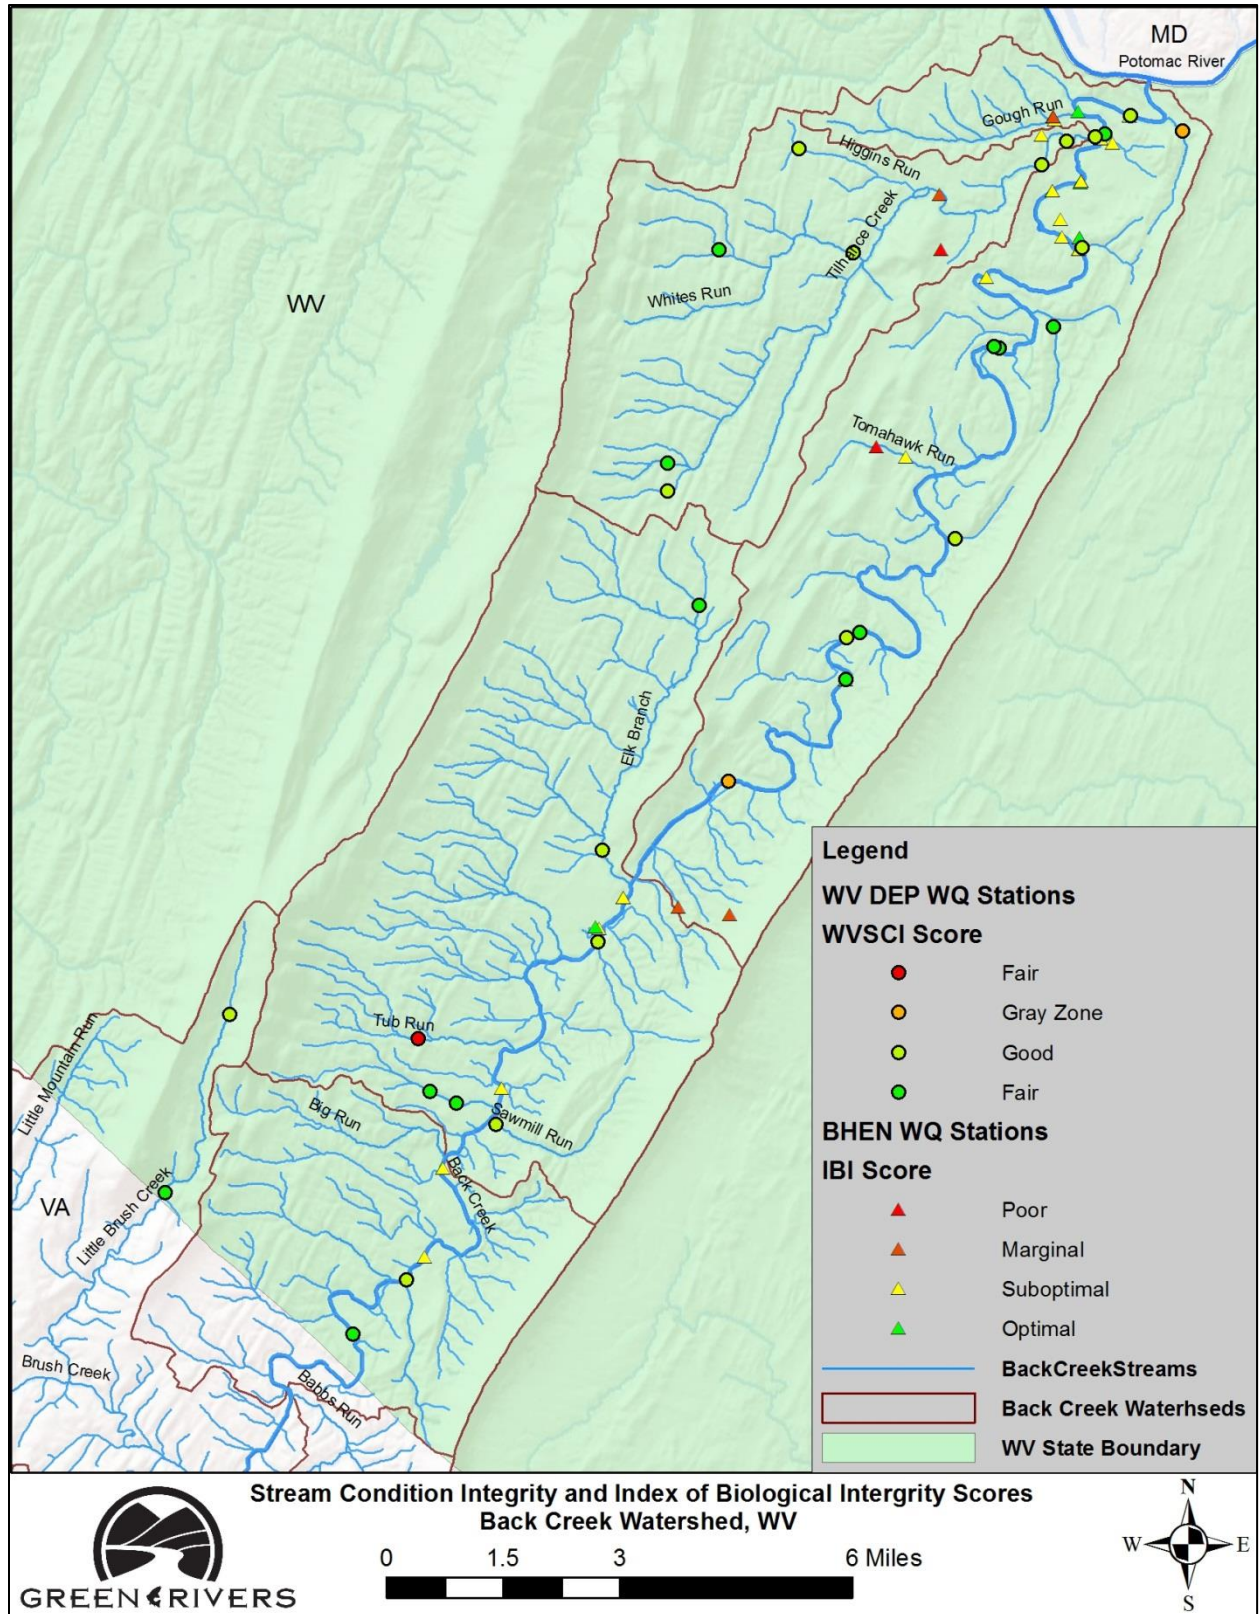 MD
Potomac River
Gough Run
Higgins Run
Tilhance Creek
WV
Whites Run
Tomahawk Run
Elk Branch
Tub Run
Little Mountain Run
Big Run
Sawmill Run
Back Creek
VA
Little Brush Creek
Brush Creek
Babbs Run
Legend
WV DEP WQ Stations
WVSCI Score
Fair
Gray Zone
Good
Fair
BHEN WQ Stations
IBI Score
Poor
Marginal
Suboptimal
Optimal
BackCreekStreams
Back Creek Waterhseds
WV State Boundary
Stream Condition Integrity and Index of Biological Intergrity Scores
Back Creek Watershed, WV
0 1.5 3 6 Miles
GREEN RIVERS
N
W E
S